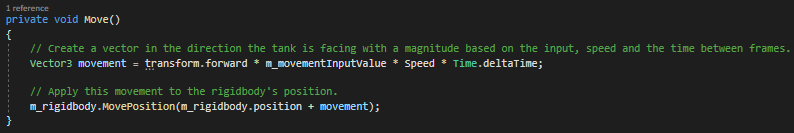 1 reference
private void Move()
{
// Create a vector in the direction the tank is facing with a magnitude based on the input, speed and the time between frames.
Vector3 movement = transform.forward * m_movementInputValue * Speed * Time.deltaTime;
// Apply this movement to the rigidbody's position.
m_rigidbody.MovePosition(m_rigidbody.position + movement);
}